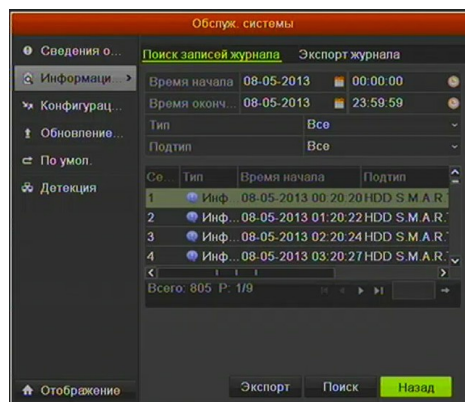 Обслуж. системы
Сведения о...
Информаци...
Конфигурац...
Обновление...
По умол.
Детекция
Отображение
Поиск записей журнала Экспорт журнала
Время начала 08-05-2013 00:00:00
Время оконч... 08-05-2013 23:59:59
Тип Все
Подтип Все
Се... Тип Время начала Подтип
1 Инф...08-05-2013 00:20:20 HDD S.M.A.R.
2 Инф...08-05-2013 01:20:22 HDD S.M.A.R.
3 Инф...08-05-2013 02:20:24 HDD S.M.A.R.
4 Инф...08-05-2013 03:20:27 HDD S.M.A.R.
Всего: 805 P: 1/9
Экспорт Поиск Назад